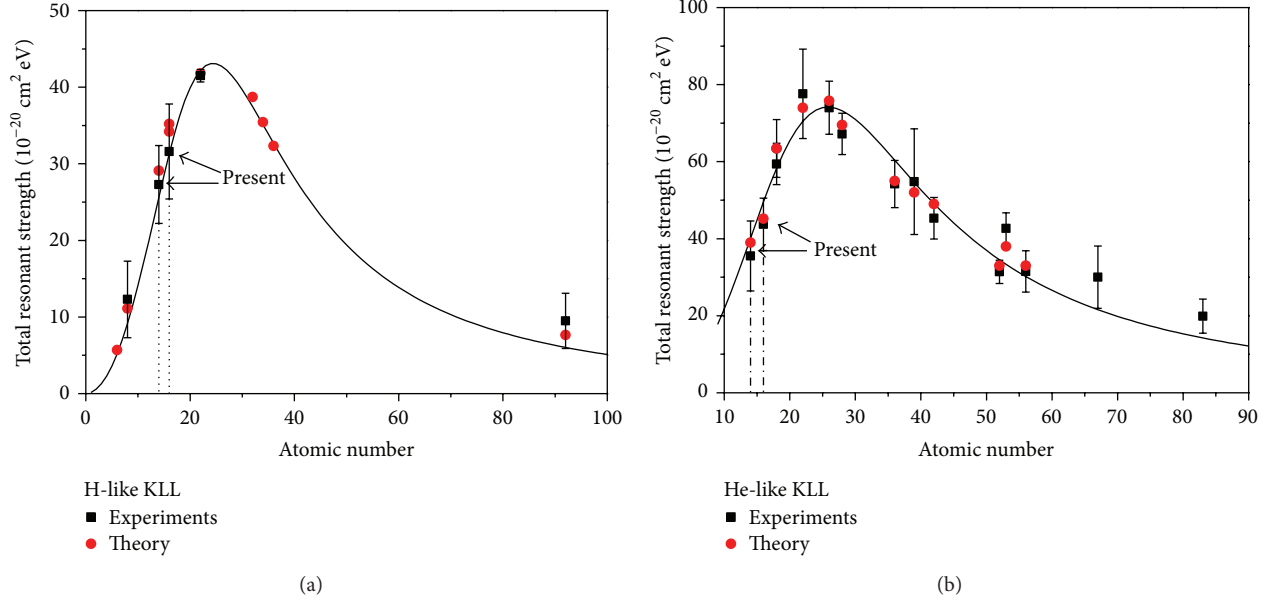 50
40
30
20
10
0
Total resonant strength (10⁻²⁰ cm² eV)
Present
0 20 40 60 80 100
Atomic number
H-like KLL
Experiments
Theory
(a)
100
80
60
40
20
0
Total resonant strength (10⁻²⁰ cm² eV)
Present
10 20 30 40 50 60 70 80 90
Atomic number
He-like KLL
Experiments
Theory
(b)